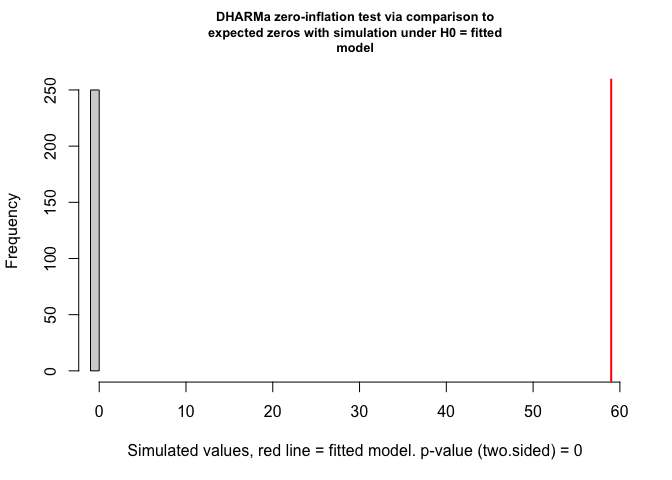 DHARMa zero-inflation test via comparison to
expected zeros with simulation under H0 = fitted
model
250
200
150
100
50
0
Frequency
0 10 20 30 40 50 60
Simulated values, red line = fitted model. p-value (two.sided) = 0